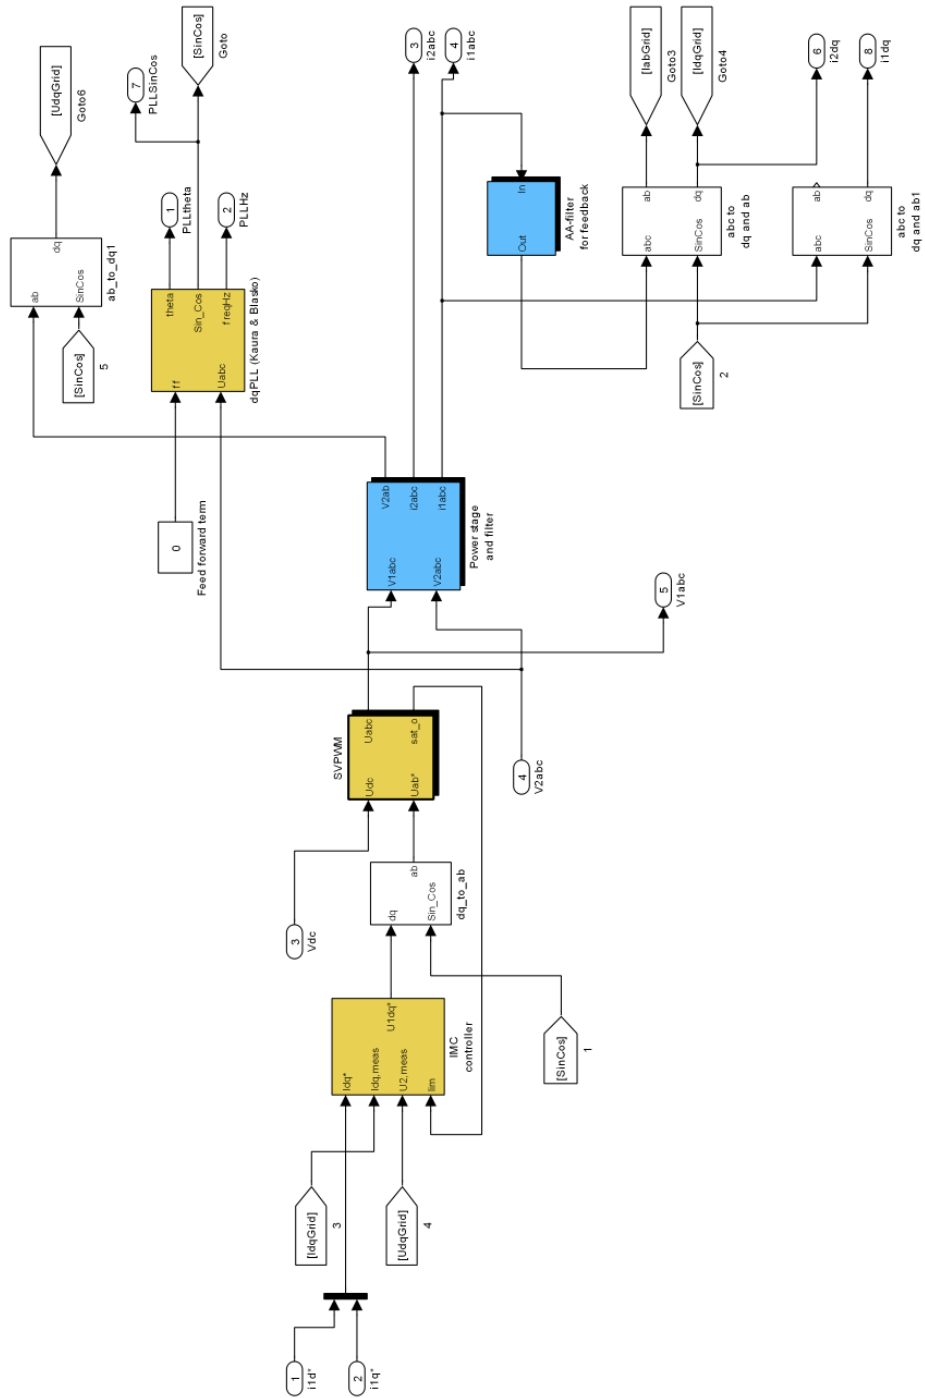 1
i1d*
2
i1q*
[IdqGrid]
3
[UdqGrid]
4
Idq*
Idq,meas
U2,meas
lim
U1dq*
IMC
controller
[SinCos]
1
3
Vdc
dq
Sin_Cos
ab
dq_to_ab
SVPWM
Udc
Uab*
Uabc
sat_o
4
V2abc
5
V1abc
0
Feed forward term
V1abc
V2abc
V2ab
i2abc
i1abc
Power stage
and filter
[SinCos]
5
ab
SinCos
dq
ab_to_dq1
[UdqGrid]
Goto6
ff
Uabc
theta
Sin_Cos
freqHz
dqPLL (Kaura & Blasko)
1
PLLtheta
2
PLLHz
7
PLLSinCos
[SinCos]
Goto
3
i2abc
4
i1abc
In
Out
AA-filter
for feedback
[SinCos]
2
abc
SinCos
ab
dq
abc to
dq and ab
abc
SinCos
ab
dq
abc to
dq and ab1
[IabGrid]
Goto3
[IdqGrid]
Goto4
6
i2dq
8
i1dq